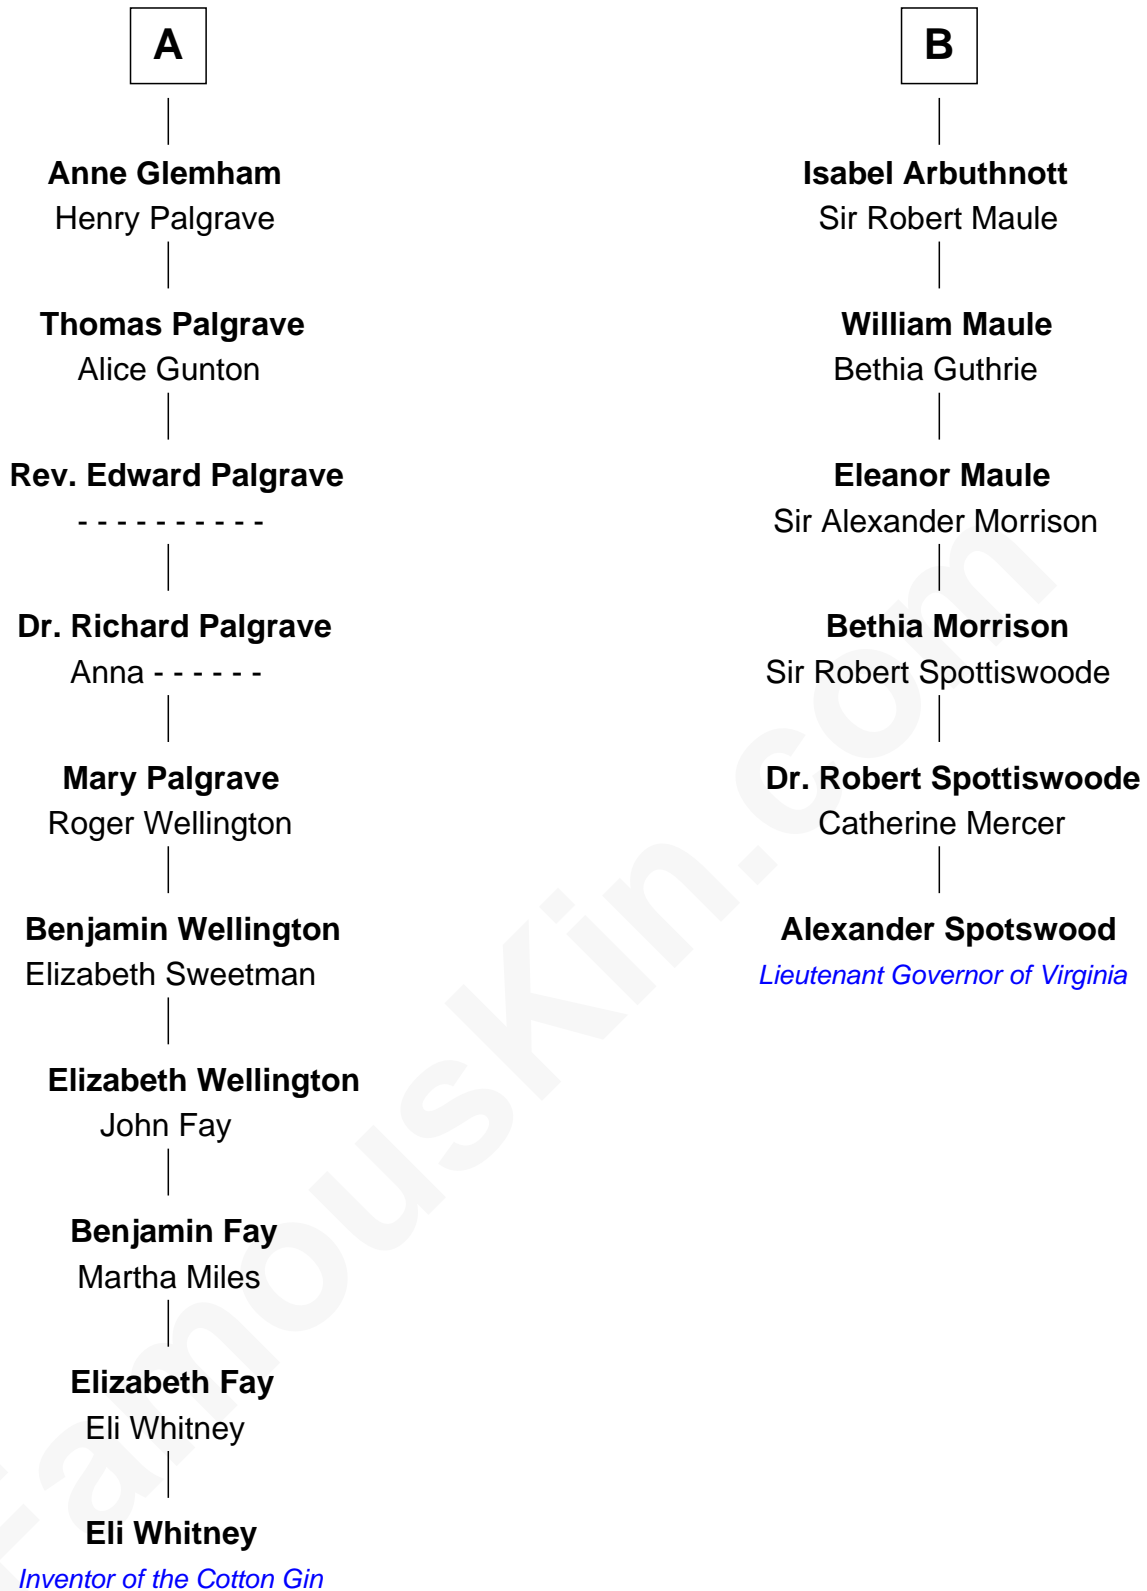 A
Anne Glemham
Henry Palgrave
Thomas Palgrave
Alice Gunton
Rev. Edward Palgrave
- - - - - - - - - -
Dr. Richard Palgrave
Anna - - - - - -
Mary Palgrave
Roger Wellington
Benjamin Wellington
Elizabeth Sweetman
Elizabeth Wellington
John Fay
Benjamin Fay
Martha Miles
Elizabeth Fay
Eli Whitney
Eli Whitney
Inventor of the Cotton Gin
B
Isabel Arbuthnott
Sir Robert Maule
William Maule
Bethia Guthrie
Eleanor Maule
Sir Alexander Morrison
Bethia Morrison
Sir Robert Spottiswoode
Dr. Robert Spottiswoode
Catherine Mercer
Alexander Spotswood
Lieutenant Governor of Virginia
FamousKin.com